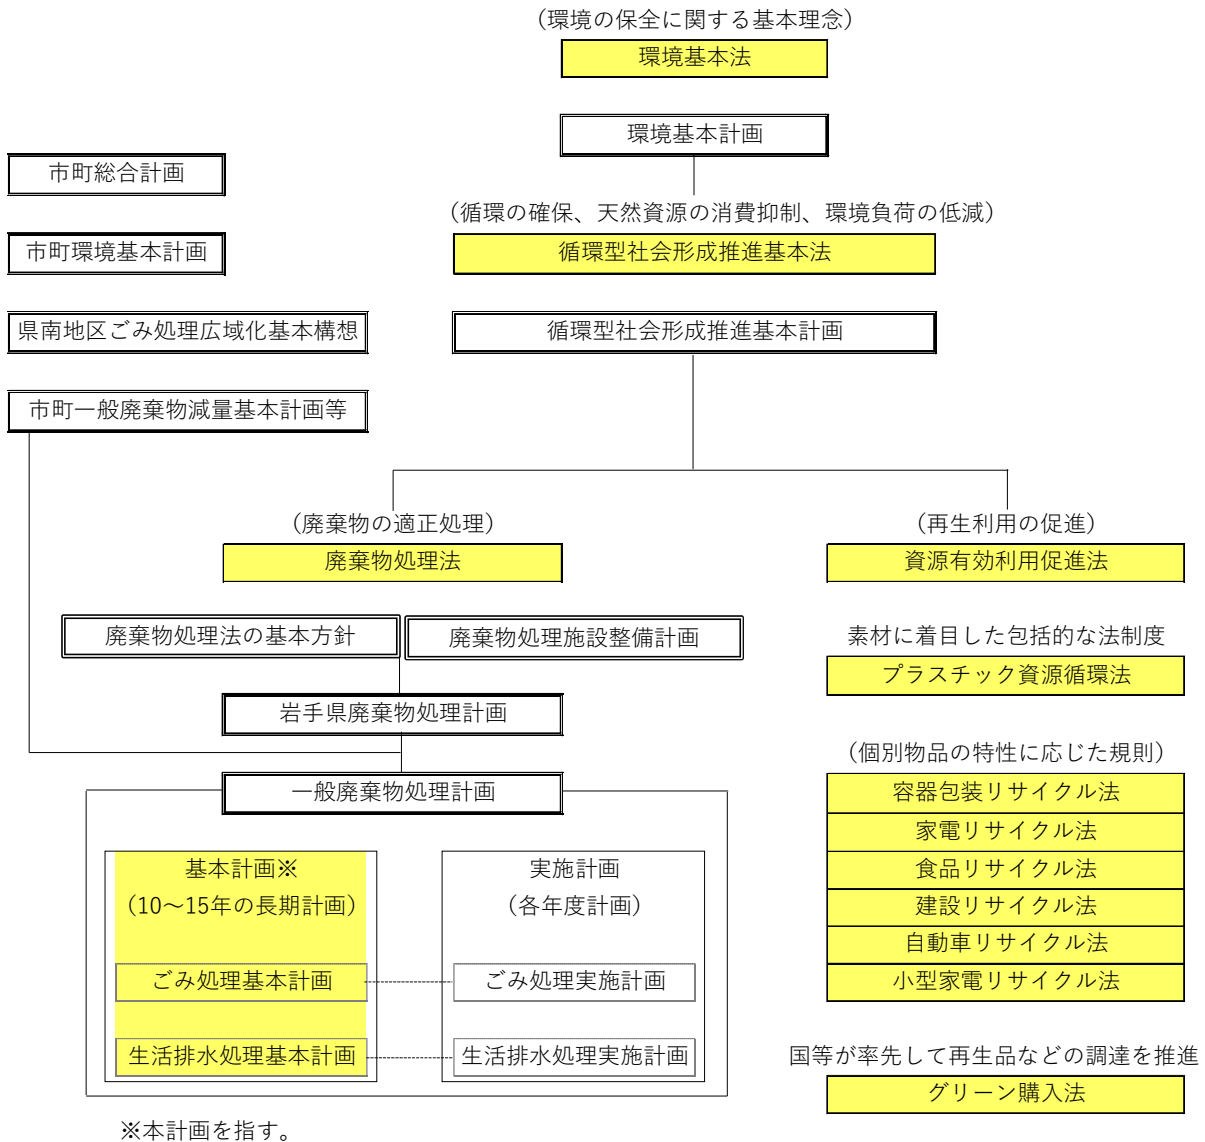 （環境の保全に関する基本理念）
環境基本法
環境基本計画
市町総合計画
（循環の確保、天然資源の消費抑制、環境負荷の低減）
市町環境基本計画
循環型社会形成推進基本法
県南地区ごみ処理広域化基本構想
循環型社会形成推進基本計画
市町一般廃棄物減量基本計画等
（廃棄物の適正処理）
廃棄物処理法
（再生利用の促進）
資源有効利用促進法
廃棄物処理法の基本方針
廃棄物処理施設整備計画
素材に着目した包括的な法制度
プラスチック資源循環法
岩手県廃棄物処理計画
（個別物品の特性に応じた規則）
一般廃棄物処理計画
容器包装リサイクル法
家電リサイクル法
食品リサイクル法
建設リサイクル法
自動車リサイクル法
小型家電リサイクル法
基本計画※
（10～15年の長期計画）
実施計画
（各年度計画）
ごみ処理基本計画
ごみ処理実施計画
生活排水処理基本計画
生活排水処理実施計画
国等が率先して再生品などの調達を推進
グリーン購入法
※本計画を指す。